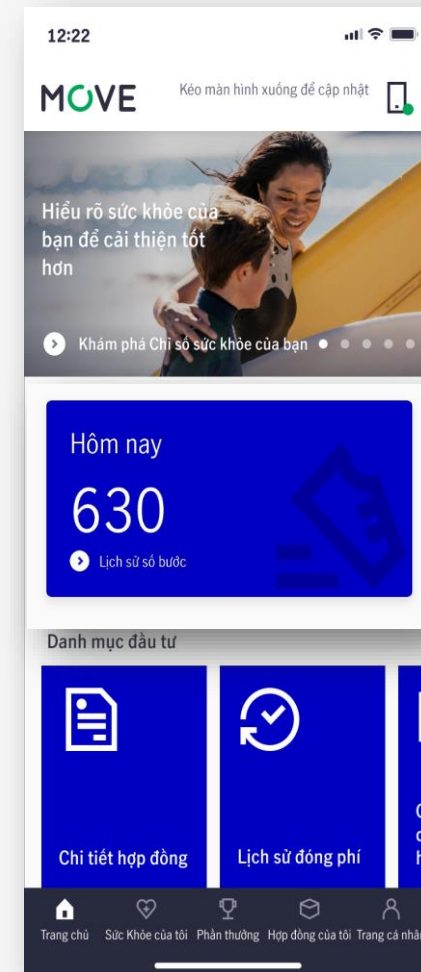 12:22
MOVE
Kéo màn hình xuống để cập nhật
Hiểu rõ sức khỏe của
bạn để cải thiện tốt
hơn
Khám phá Chỉ số sức khỏe của bạn
Hôm nay
630
Lịch sử số bước
Danh mục đầu tư
Chi tiết hợp đồng
Lịch sử đóng phí
Trang chủ
Sức Khỏe của tôi
Phần thưởng
Hợp đồng của tôi
Trang cá nhân